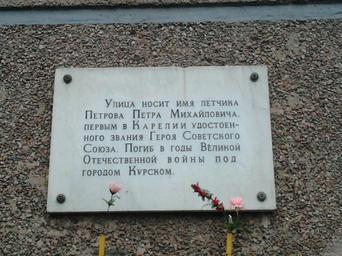 Улица носит имя летчика
Петрова Петра Михайловича,
первым в Карелии удостоен-
ного звания Героя Советского
Союза. Погиб в годы Великой
Отечественной войны под
городом Курском.